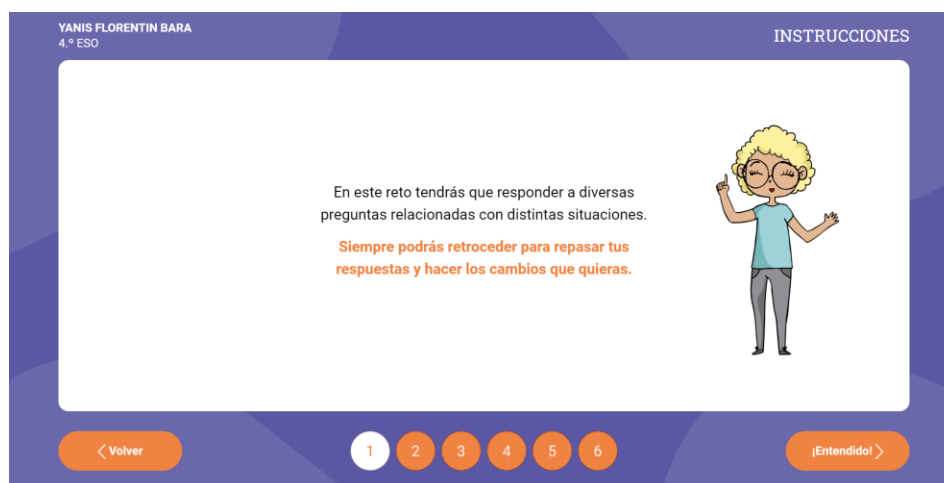 YANIS FLORENTIN BARA
4.º ESO
INSTRUCCIONES
En este reto tendrás que responder a diversas
preguntas relacionadas con distintas situaciones.
Siempre podrás retroceder para repasar tus
respuestas y hacer los cambios que quieras.
Volver
1 2 3 4 5 6
¡Entendido!